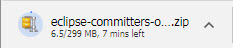 eclipse-committers-o....zip
6.5/299 MB, 7 mins left